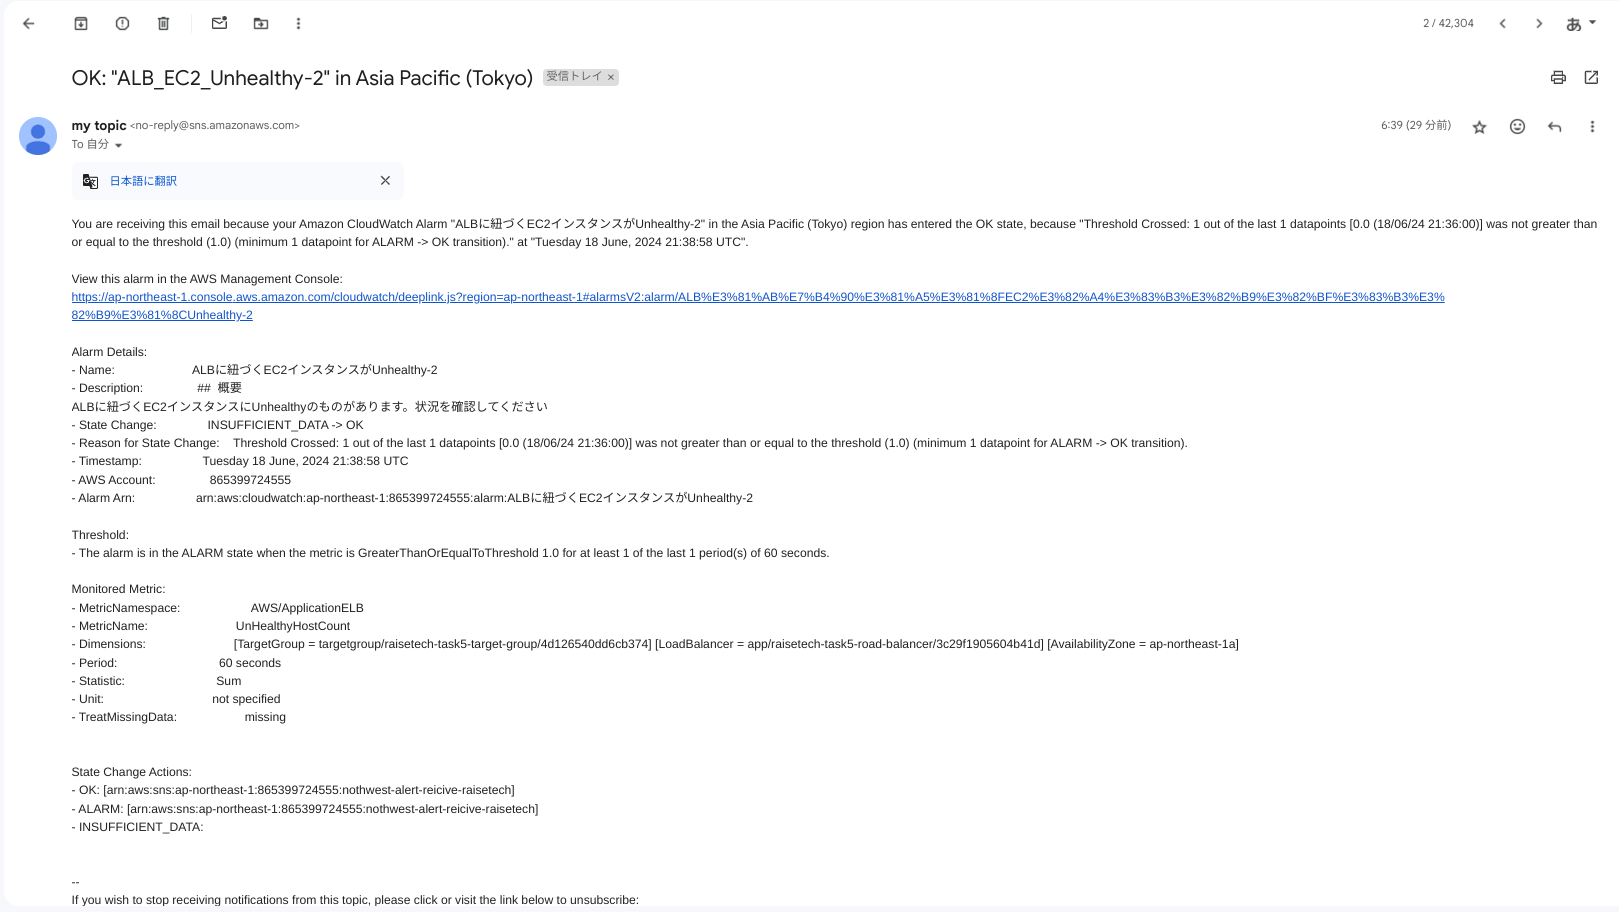 2 / 42,304
あ
OK: "ALB_EC2_Unhealthy-2" in Asia Pacific (Tokyo) 受信トレイ ×
my topic <no-reply@sns.amazonaws.com>
6:39 (29 分前)
To 自分
日本語に翻訳
You are receiving this email because your Amazon CloudWatch Alarm "ALBに紐づくEC2インスタンスがUnhealthy-2" in the Asia Pacific (Tokyo) region has entered the OK state, because "Threshold Crossed: 1 out of the last 1 datapoints [0.0 (18/06/24 21:36:00)] was not greater than
or equal to the threshold (1.0) (minimum 1 datapoint for ALARM -> OK transition)." at "Tuesday 18 June, 2024 21:38:58 UTC".
View this alarm in the AWS Management Console:
https://ap-northeast-1.console.aws.amazon.com/cloudwatch/deeplink.js?region=ap-northeast-1#alarmsV2:alarm/ALB%E3%81%AB%E7%B4%90%E3%81%A5%E3%81%8FEC2%E3%82%A4%E3%83%B3%E3%82%B9%E3%82%BF%E3%83%B3%E3%
82%B9%E3%81%8CUnhealthy-2
Alarm Details:
- Name: ALBに紐づくEC2インスタンスがUnhealthy-2
- Description: ## 概要
ALBに紐づくEC2インスタンスにUnhealthyのものがあります。状況を確認してください
- State Change: INSUFFICIENT_DATA -> OK
- Reason for State Change: Threshold Crossed: 1 out of the last 1 datapoints [0.0 (18/06/24 21:36:00)] was not greater than or equal to the threshold (1.0) (minimum 1 datapoint for ALARM -> OK transition).
- Timestamp: Tuesday 18 June, 2024 21:38:58 UTC
- AWS Account: 865399724555
- Alarm Arn: arn:aws:cloudwatch:ap-northeast-1:865399724555:alarm:ALBに紐づくEC2インスタンスがUnhealthy-2
Threshold:
- The alarm is in the ALARM state when the metric is GreaterThanOrEqualToThreshold 1.0 for at least 1 of the last 1 period(s) of 60 seconds.
Monitored Metric:
- MetricNamespace: AWS/ApplicationELB
- MetricName: UnHealthyHostCount
- Dimensions: [TargetGroup = targetgroup/raisetech-task5-target-group/4d126540dd6cb374] [LoadBalancer = app/raisetech-task5-road-balancer/3c29f1905604b41d] [AvailabilityZone = ap-northeast-1a]
- Period: 60 seconds
- Statistic: Sum
- Unit: not specified
- TreatMissingData: missing
State Change Actions:
- OK: [arn:aws:sns:ap-northeast-1:865399724555:nothwest-alert-reicive-raisetech]
- ALARM: [arn:aws:sns:ap-northeast-1:865399724555:nothwest-alert-reicive-raisetech]
- INSUFFICIENT_DATA:
--
If you wish to stop receiving notifications from this topic, please click or visit the link below to unsubscribe: